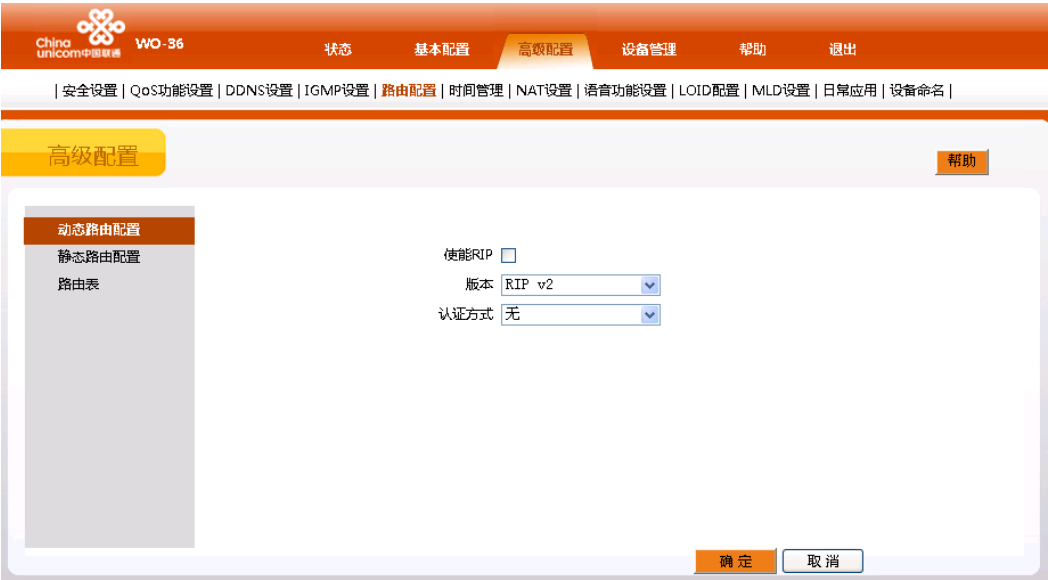 China
unicom中国联通
WO-36
状态 基本配置 高级配置 设备管理 帮助 退出
| 安全设置 | QoS功能设置 | DDNS设置 | IGMP设置 | 路由配置 | 时间管理 | NAT设置 | 语音功能设置 | LOID配置 | MLD设置 | 日常应用 | 设备命名 |
高级配置
帮助
动态路由配置
静态路由配置
路由表
使能RIP
版本 RIP v2
认证方式 无
确定 取消